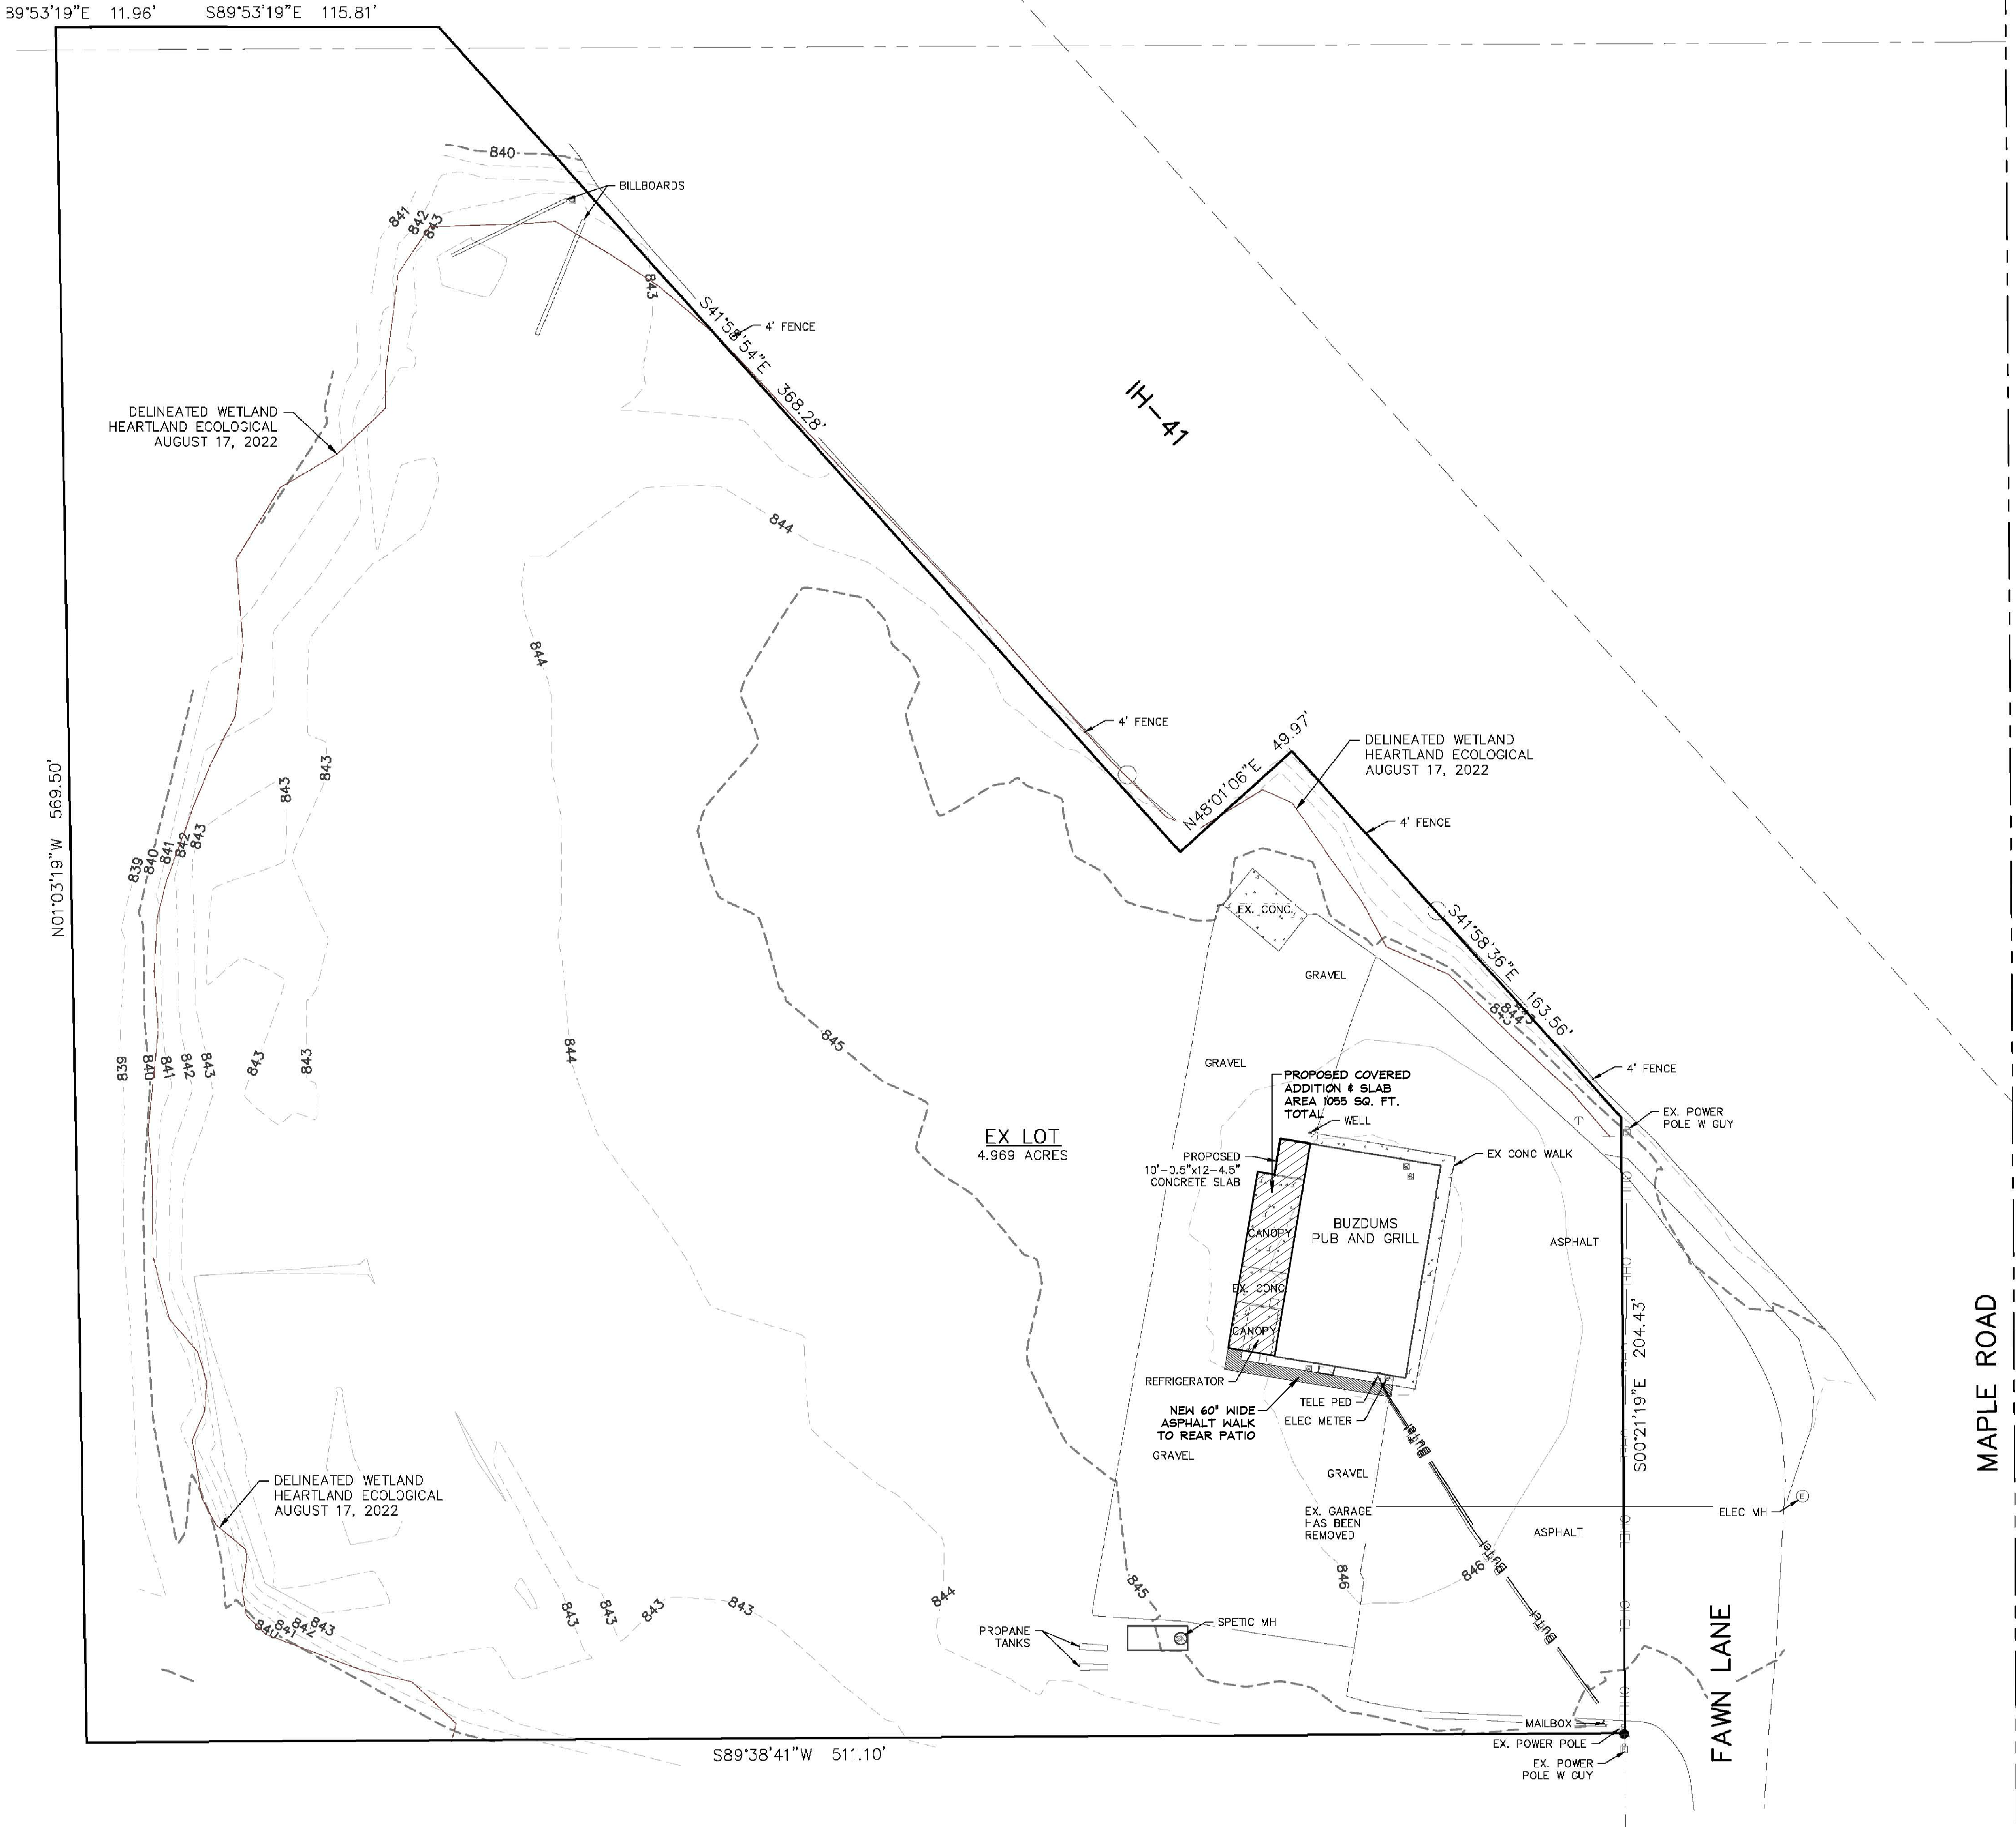 39°53'19"E 11.96'
S89°53'19"E 115.81'
840
BILLBOARDS
841
842
843
843
S41°58'54"E 368.28'
4' FENCE
IH-41
DELINEATED WETLAND
HEARTLAND ECOLOGICAL
AUGUST 17, 2022
844
844
4' FENCE
N48°01'06"E 49.97'
DELINEATED WETLAND
HEARTLAND ECOLOGICAL
AUGUST 17, 2022
4' FENCE
N01°03'19"W 569.50'
843
843
839
840
841
842
843
EX. CONC.
GRAVEL
S41°58'36"E 163.56'
843
844
845
844
839
840
841
842
843
843
843
GRAVEL
4' FENCE
PROPOSED COVERED
ADDITION & SLAB
AREA 1055 SQ. FT.
TOTAL
WELL
EX. POWER
POLE W GUY
EX LOT
4.969 ACRES
PROPOSED
10'-0.5"x12-4.5"
CONCRETE SLAB
EX CONC WALK
BUZDUMS
PUB AND GRILL
CANOPY
ASPHALT
EX. CONC.
CANOPY
S00°21'19"E 204.43'
MAPLE ROAD
REFRIGERATOR
TELE PED
ELEC METER
NEW 60" WIDE
ASPHALT WALK
TO REAR PATIO
GRAVEL
BuTel
GRAVEL
DELINEATED WETLAND
HEARTLAND ECOLOGICAL
AUGUST 17, 2022
EX. GARAGE
HAS BEEN
REMOVED
ELEC MH
E
ASPHALT
BuTel
846
846
845
844
843
843
843
843
840
841
842
843
BuTel
SPETIC MH
PROPANE
TANKS
FAWN LANE
MAILBOX
EX. POWER POLE
EX. POWER
POLE W GUY
S89°38'41"W 511.10'